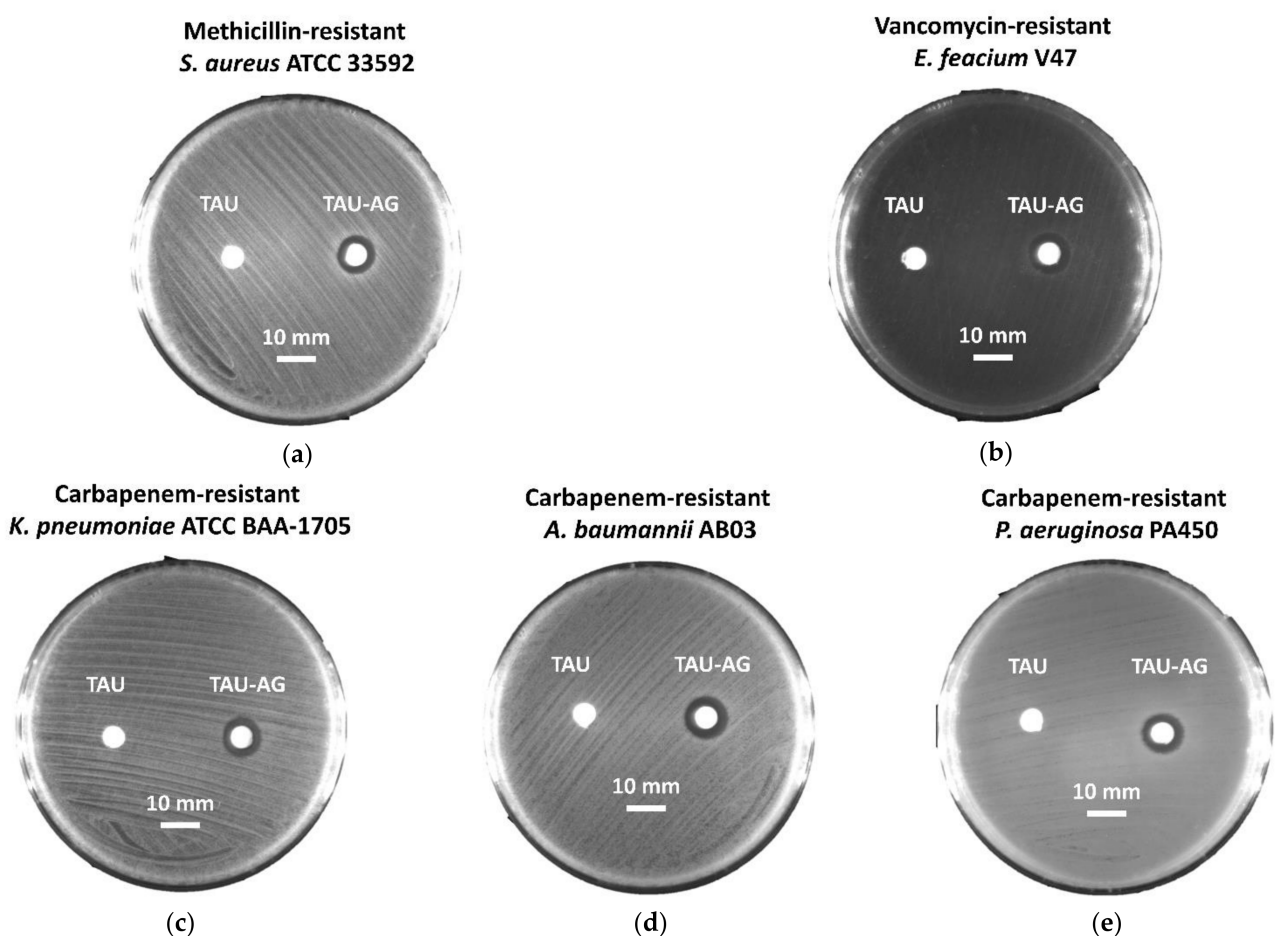 Methicillin-resistant
S. aureus ATCC 33592
TAU
TAU-AG
10 mm
(a)
Vancomycin-resistant
E. feacium V47
TAU
TAU-AG
10 mm
(b)
Carbapenem-resistant
K. pneumoniae ATCC BAA-1705
TAU
TAU-AG
10 mm
(c)
Carbapenem-resistant
A. baumannii AB03
TAU
TAU-AG
10 mm
(d)
Carbapenem-resistant
P. aeruginosa PA450
TAU
TAU-AG
10 mm
(e)